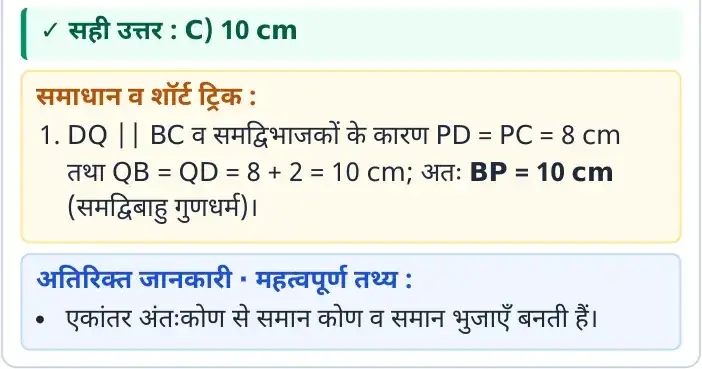 ✓ सही उत्तर : C) 10 cm
समाधान व शॉर्ट ट्रिक :
1. DQ || BC व समद्विभाजकों के कारण PD = PC = 8 cm
तथा QB = QD = 8 + 2 = 10 cm; अतः BP = 10 cm
(समद्विबाहु गुणधर्म)।
अतिरिक्त जानकारी · महत्वपूर्ण तथ्य :
• एकांतर अंतःकोण से समान कोण व समान भुजाएँ बनती हैं।